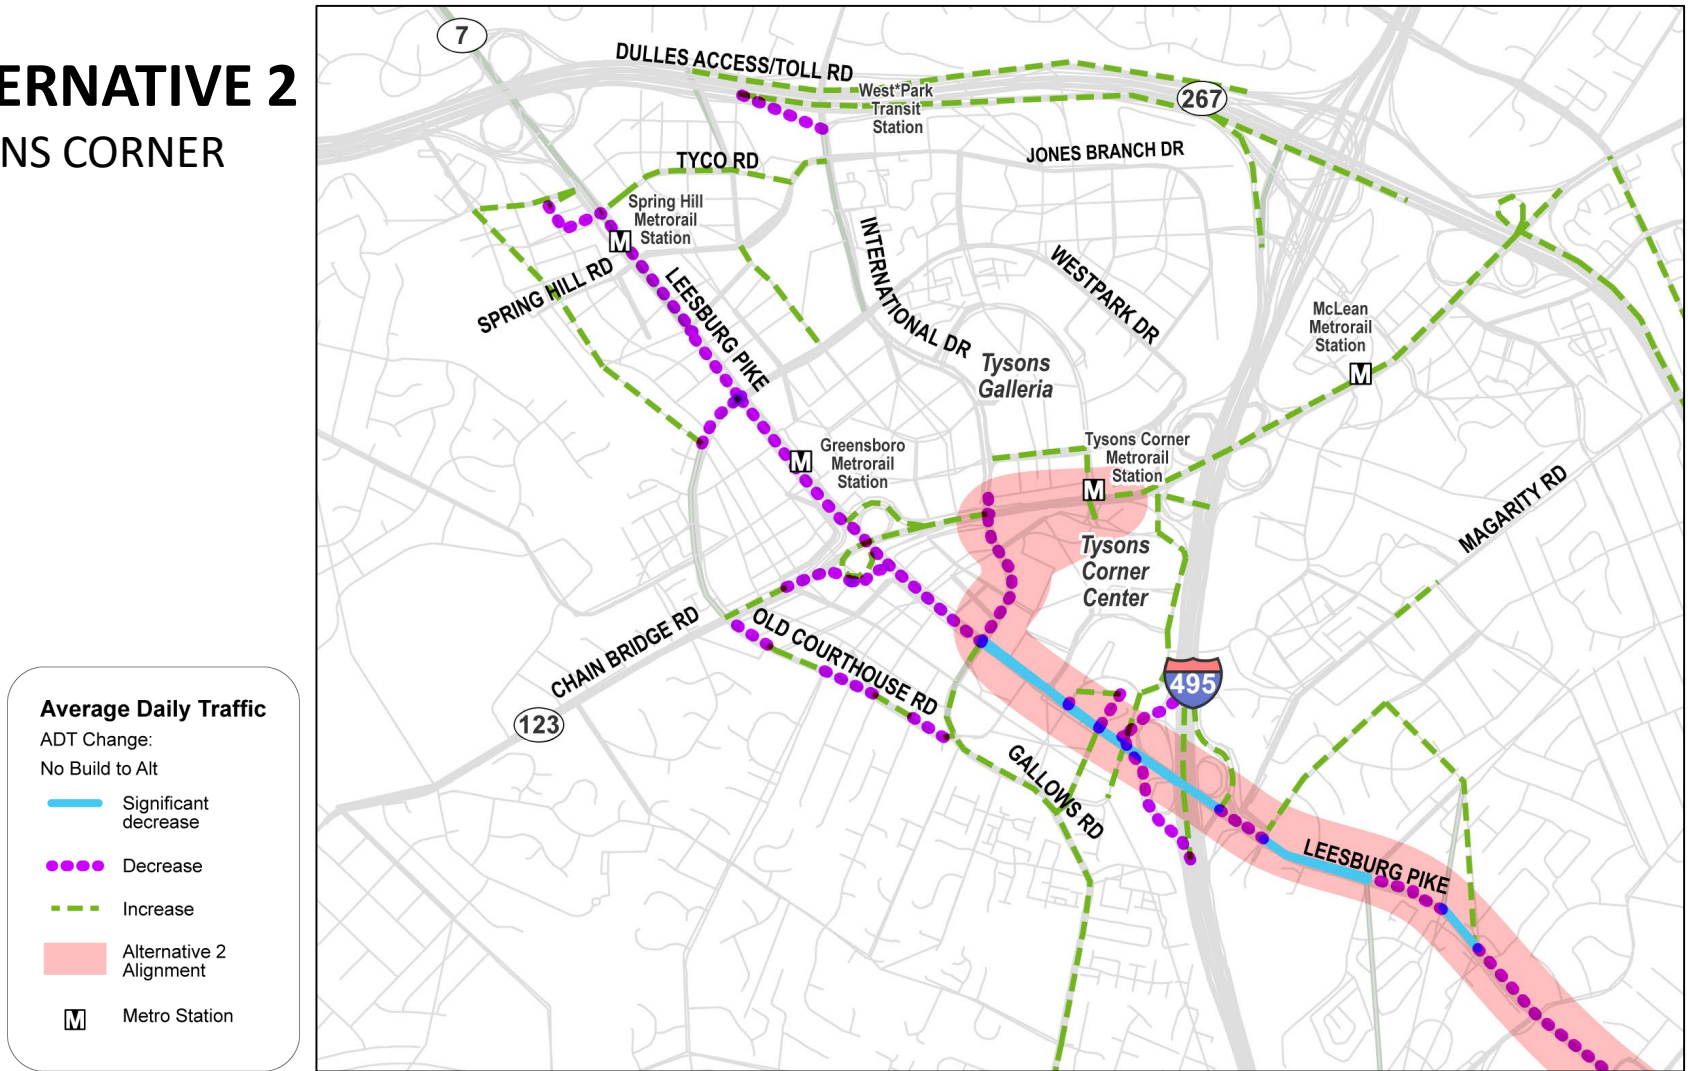 ERNATIVE 2
NS CORNER
7
DULLES ACCESS/TOLL RD
West*Park
Transit
Station
267
TYCO RD
JONES BRANCH DR
Spring Hill
Metrorail
Station
M
SPRING HILL RD
LEESBURG PIKE
INTERNATIONAL DR
WESTPARK DR
McLean
Metrorail
Station
M
Tysons
Galleria
Greensboro
Metrorail
Station
M
Tysons Corner
Metrorail
Station
M
MAGARITY RD
Tysons
Corner
Center
CHAIN BRIDGE RD
OLD COURTHOUSE RD
495
123
GALLOWS RD
LEESBURG PIKE
Average Daily Traffic
ADT Change:
No Build to Alt
Significant
decrease
Decrease
Increase
Alternative 2
Alignment
M
Metro Station